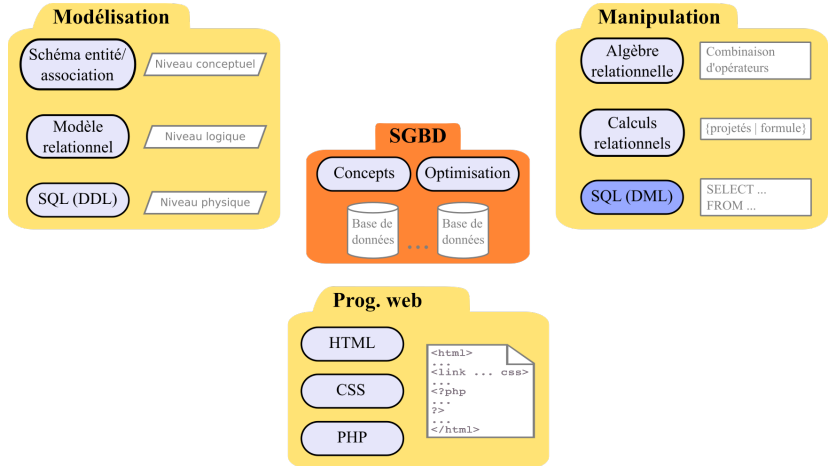 Modélisation
Schéma entité/
association
Niveau conceptuel
Modèle
relationnel
Niveau logique
SQL (DDL)
Niveau physique
Manipulation
Algèbre
relationnelle
Combinaison
d'opérateurs
Calculs
relationnels
{projetés | formule}
SQL (DML)
SELECT ...
FROM ...
SGBD
Concepts
Optimisation
Base de
données
...
Base de
données
Prog. web
HTML
CSS
PHP
<html>
...
<link ... css>
...
<?php
...
?>
...
</html>